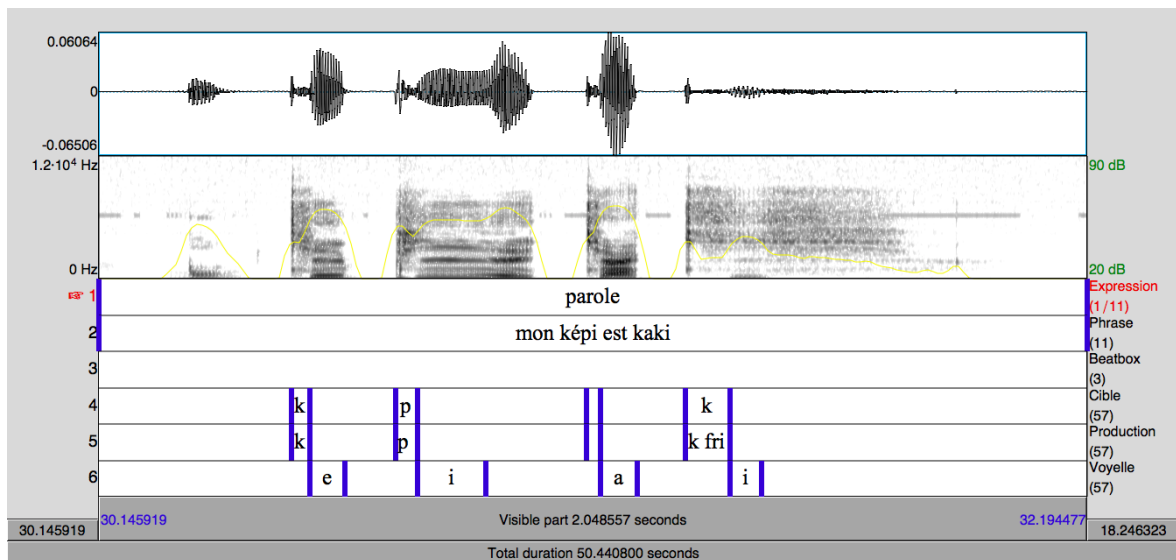 0.06064
0
-0.06506
1.2·10⁴ Hz
90 dB
0 Hz
20 dB
☞ 1
parole
Expression
(1/11)
2
mon képi est kaki
Phrase
(11)
3
Beatbox
(3)
4
k
p
k
Cible
(57)
5
k
p
k fri
Production
(57)
6
e
i
a
i
Voyelle
(57)
30.145919
Visible part 2.048557 seconds
32.194477
30.145919
18.246323
Total duration 50.440800 seconds